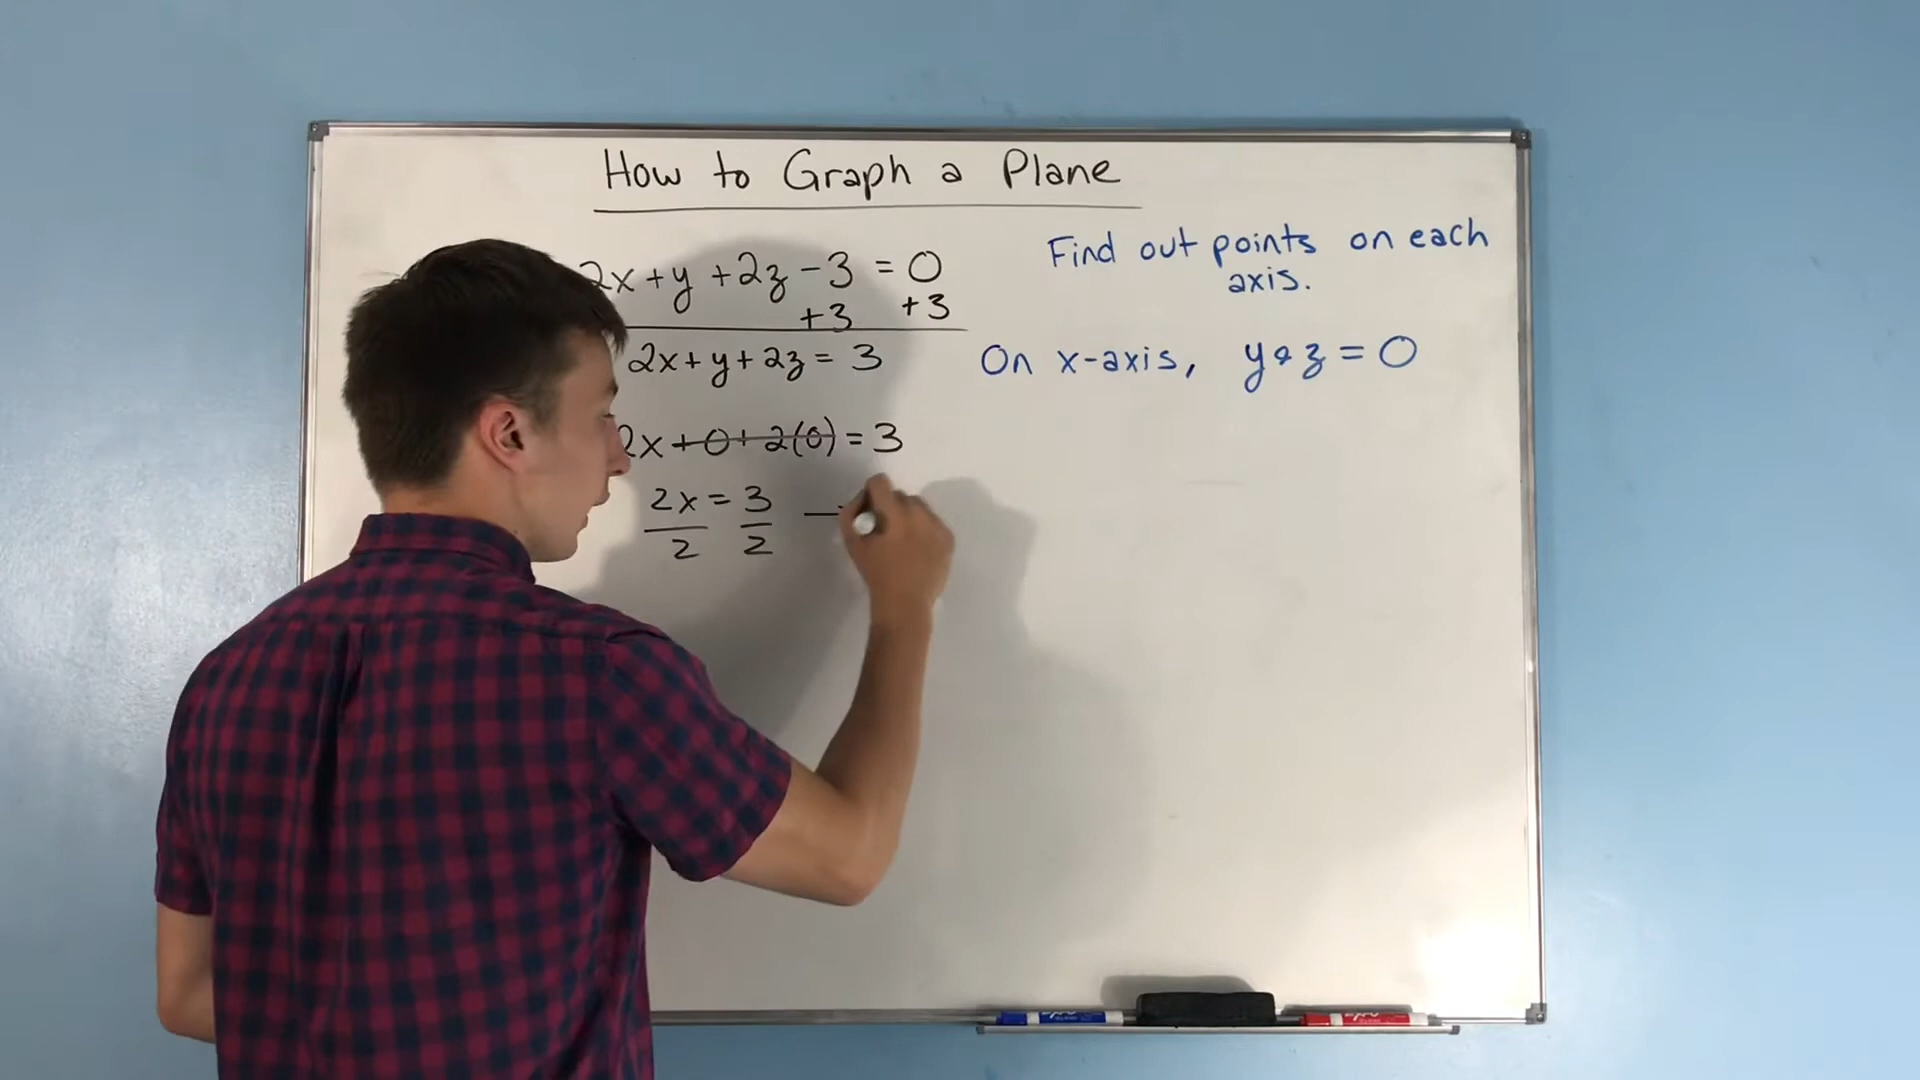 How to Graph a Plane
2x + y + 2z - 3 = 0
+3 +3
2x + y + 2z = 3
2x + 0 + 2(0) = 3
2x = 3
2 2
Find out points on each
axis.
On x-axis, y & z = 0